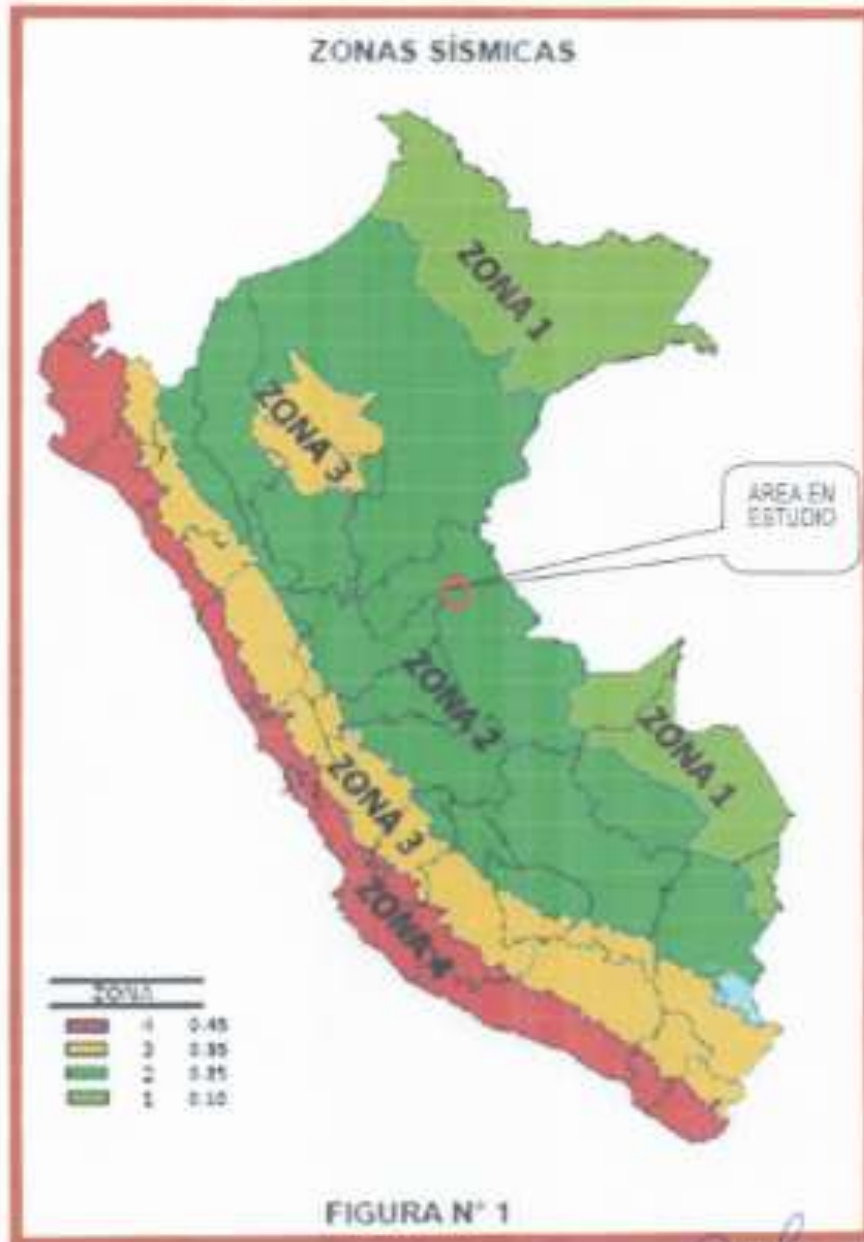 ZONAS SÍSMICAS
ZONA 1
ZONA 3
AREA EN
ESTUDIO
ZONA 2
ZONA 1
ZONA 3
ZONA 4
ZONA
4 0.45
3 0.35
2 0.25
1 0.10
FIGURA N° 1